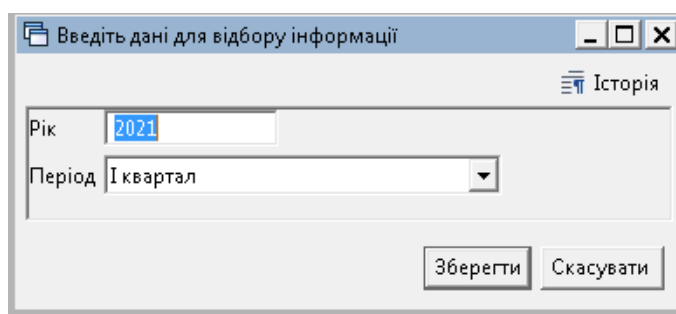 Введіть дані для відбору інформації
Історія
Рік 2021
Період І квартал
Зберегти Скасувати